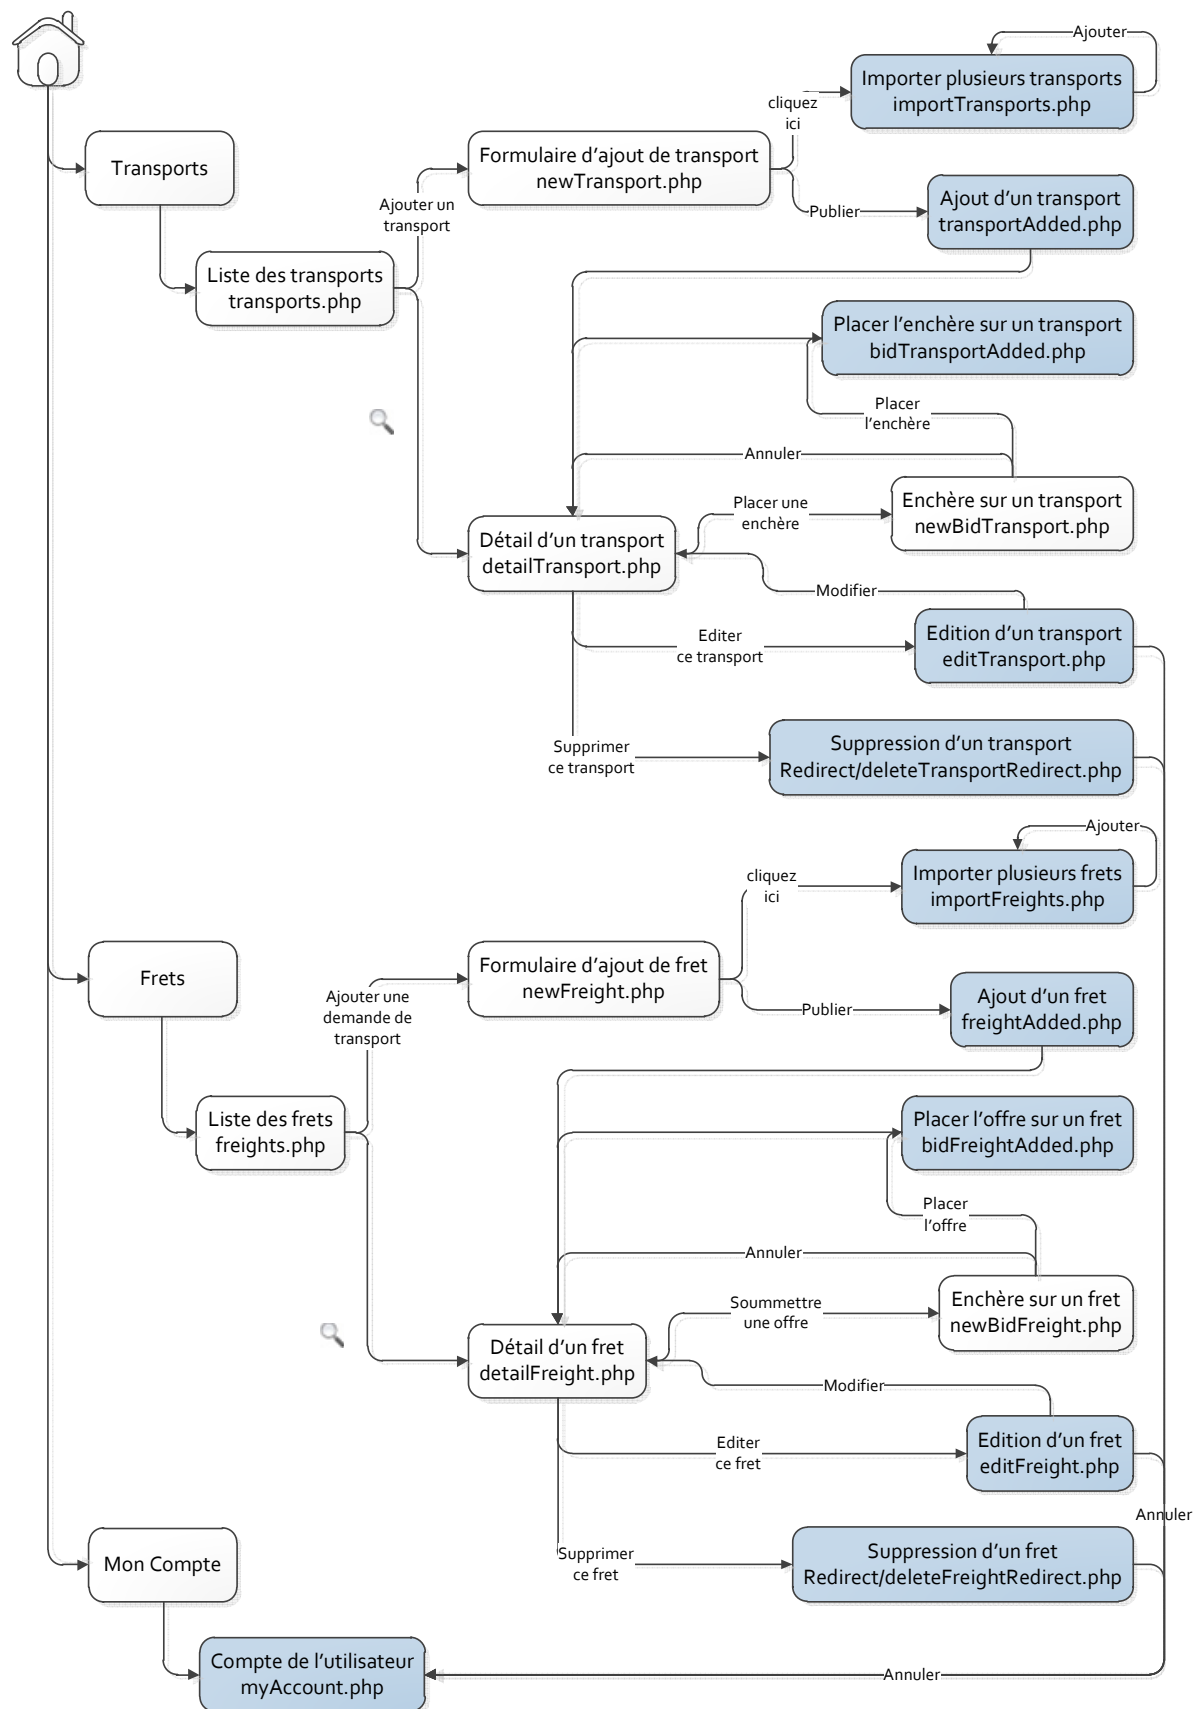 Ajouter
Importer plusieurs transports
importTransports.php
cliquez
ici
Transports
Formulaire d'ajout de transport
newTransport.php
Ajout d'un transport
transportAdded.php
Publier
Ajouter un
transport
Liste des transports
transports.php
Placer l'enchère sur un transport
bidTransportAdded.php
Placer
l'enchère
Annuler
Enchère sur un transport
newBidTransport.php
Placer une
enchère
Détail d'un transport
detailTransport.php
Modifier
Edition d'un transport
editTransport.php
Editer
ce transport
Supprimer
ce transport
Suppression d'un transport
Redirect/deleteTransportRedirect.php
Ajouter
Importer plusieurs frets
importFreights.php
cliquez
ici
Frets
Formulaire d'ajout de fret
newFreight.php
Ajout d'un fret
freightAdded.php
Publier
Ajouter une
demande de
transport
Liste des frets
freights.php
Placer l'offre sur un fret
bidFreightAdded.php
Placer
l'offre
Annuler
Enchère sur un fret
newBidFreight.php
Soummettre
une offre
Détail d'un fret
detailFreight.php
Modifier
Edition d'un fret
editFreight.php
Editer
ce fret
Annuler
Supprimer
ce fret
Suppression d'un fret
Redirect/deleteFreightRedirect.php
Mon Compte
Compte de l'utilisateur
myAccount.php
Annuler